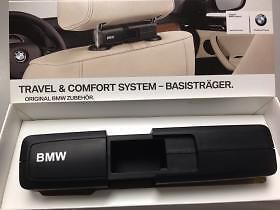 TRAVEL & COMFORT SYSTEM – BASISTRÄGER.
ORIGINAL BMW ZUBEHÖR.
BMW